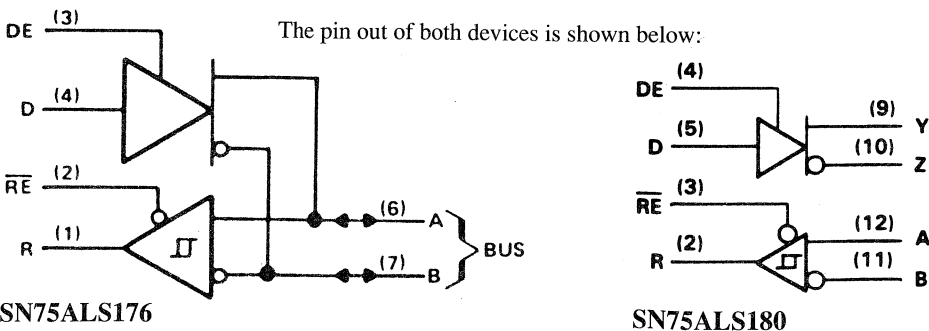 The pin out of both devices is shown below:
DE (3)
D (4)
RE (2)
R (1)
(6) A
(7) B
BUS
SN75ALS176
DE (4)
D (5)
(9) Y
(10) Z
RE (3)
R (2)
(12) A
(11) B
SN75ALS180